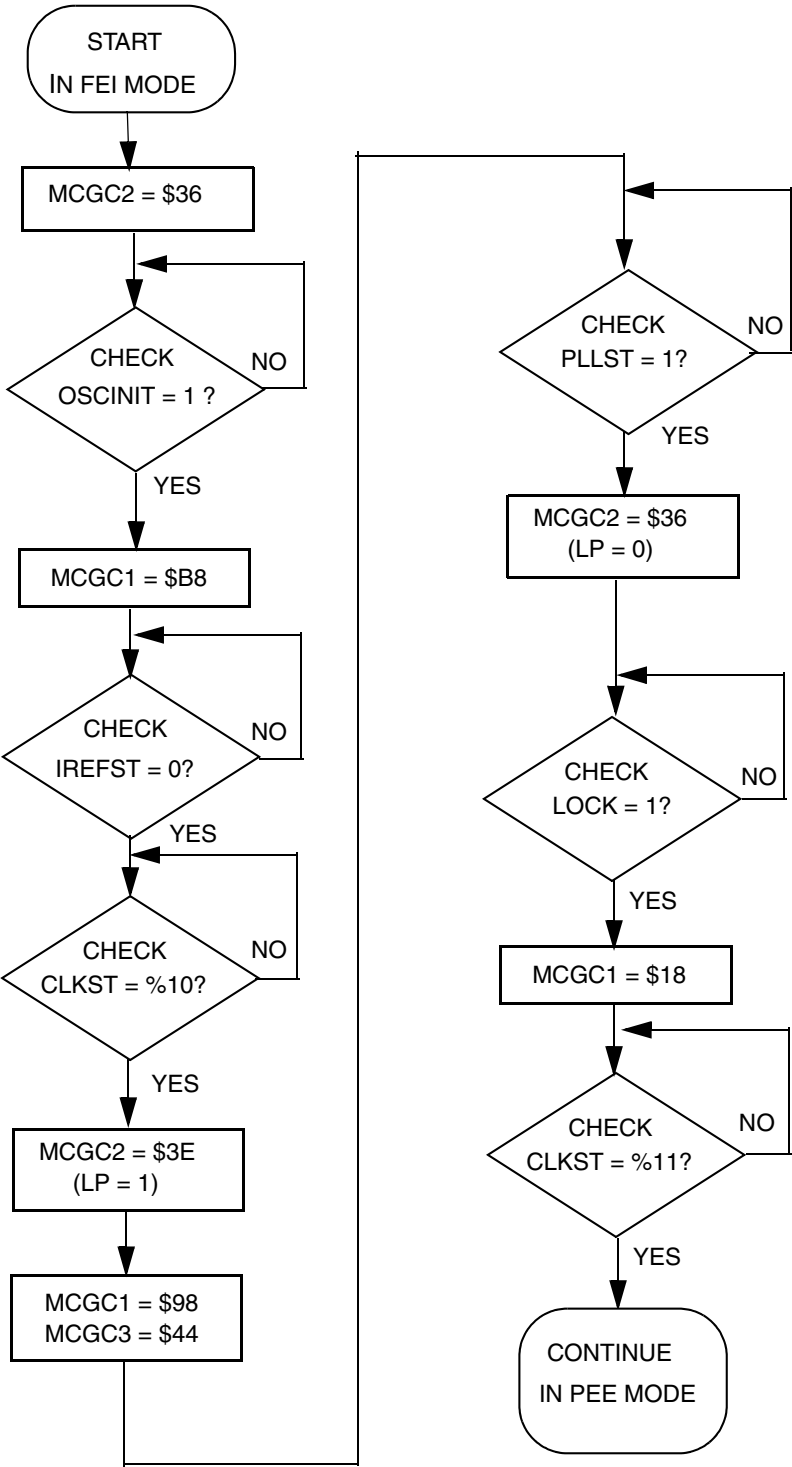 START
IN FEI MODE
MCGC2 = $36
CHECK
OSCINIT = 1 ?
NO
YES
MCGC1 = $B8
CHECK
IREFST = 0?
NO
YES
CHECK
CLKST = %10?
NO
YES
MCGC2 = $3E
(LP = 1)
MCGC1 = $98
MCGC3 = $44
CHECK
PLLST = 1?
NO
YES
MCGC2 = $36
(LP = 0)
CHECK
LOCK = 1?
NO
YES
MCGC1 = $18
CHECK
CLKST = %11?
NO
YES
CONTINUE
IN PEE MODE